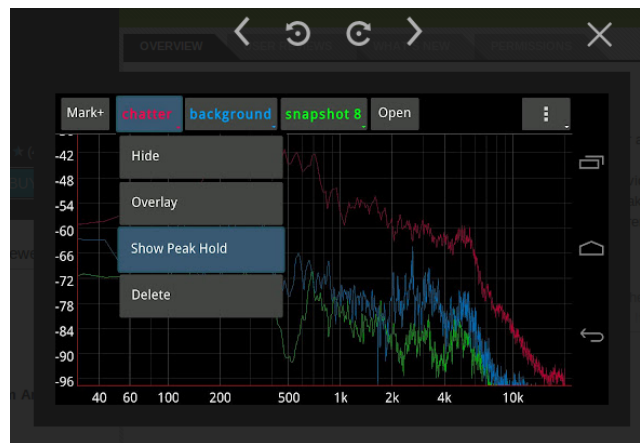 OVERVIEW
PERMISSIONS
Mark+ chatter background snapshot 8 Open
-42
-48
-54
-60
-66
-72
-78
-84
-90
-96
Hide
Overlay
Show Peak Hold
Delete
40 60 100 200 500 1k 2k 4k 10k